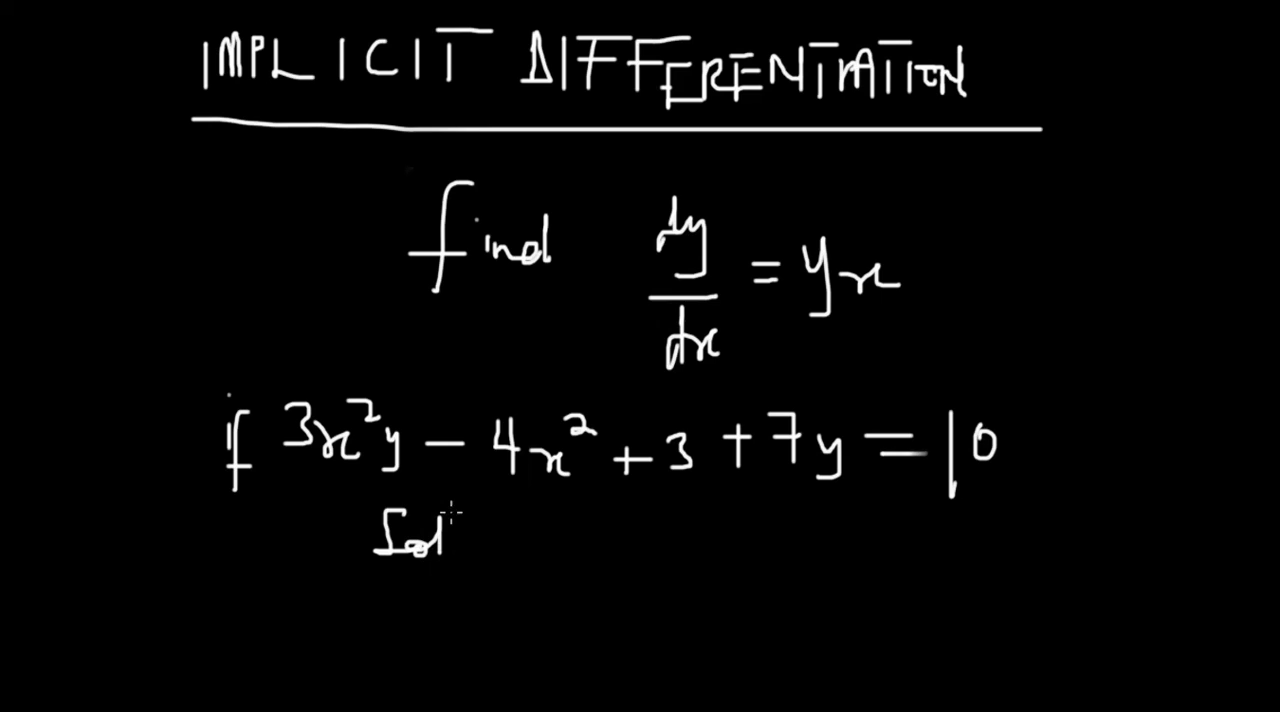 IMPLICIT DIFFERENTIATION
find dy/dx = yx
if 3x²y - 4x² + 3 + 7y = 10
Sol